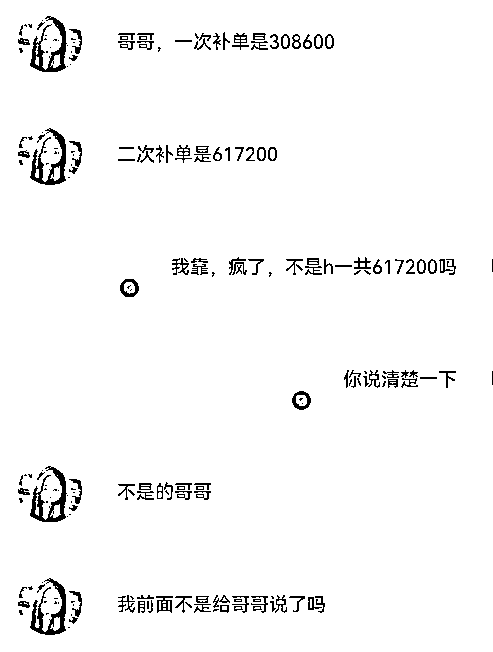 哥哥，一次补单是308600
二次补单是617200
我靠，疯了，不是h一共617200吗
你说清楚一下
不是的哥哥
我前面不是给哥哥说了吗